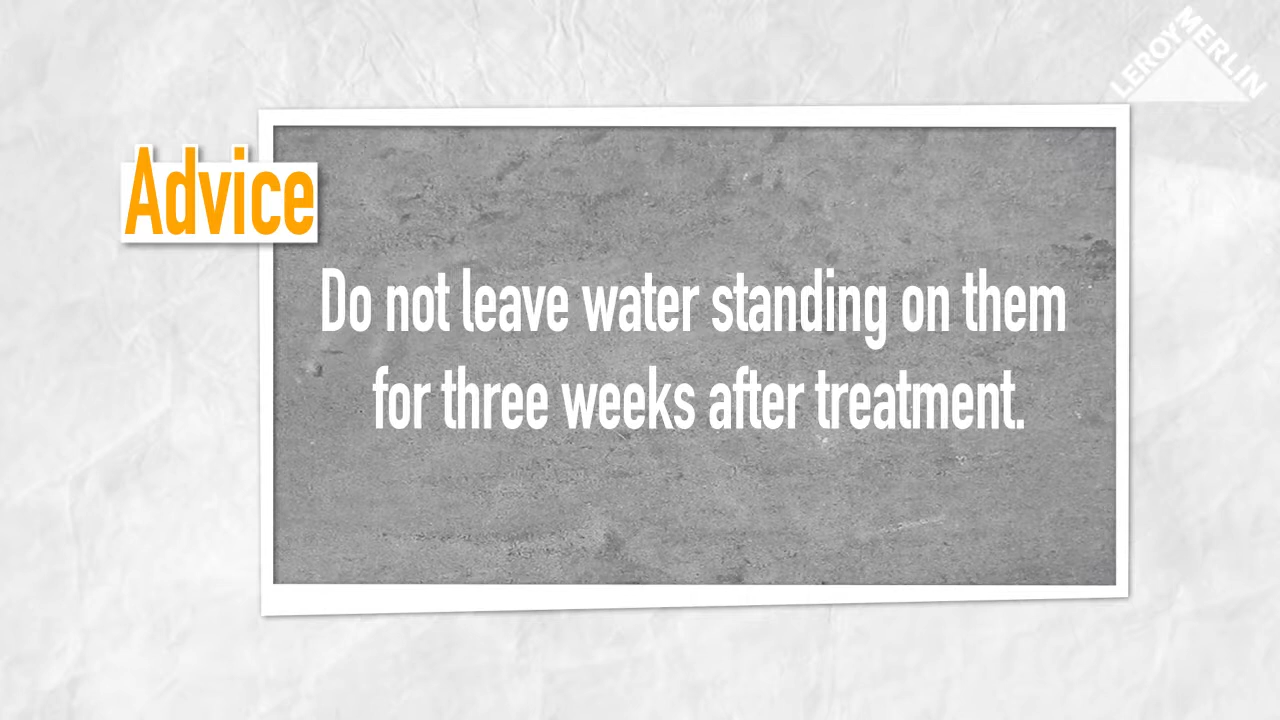 LEROY MERLIN
Advice
Do not leave water standing on them
for three weeks after treatment.